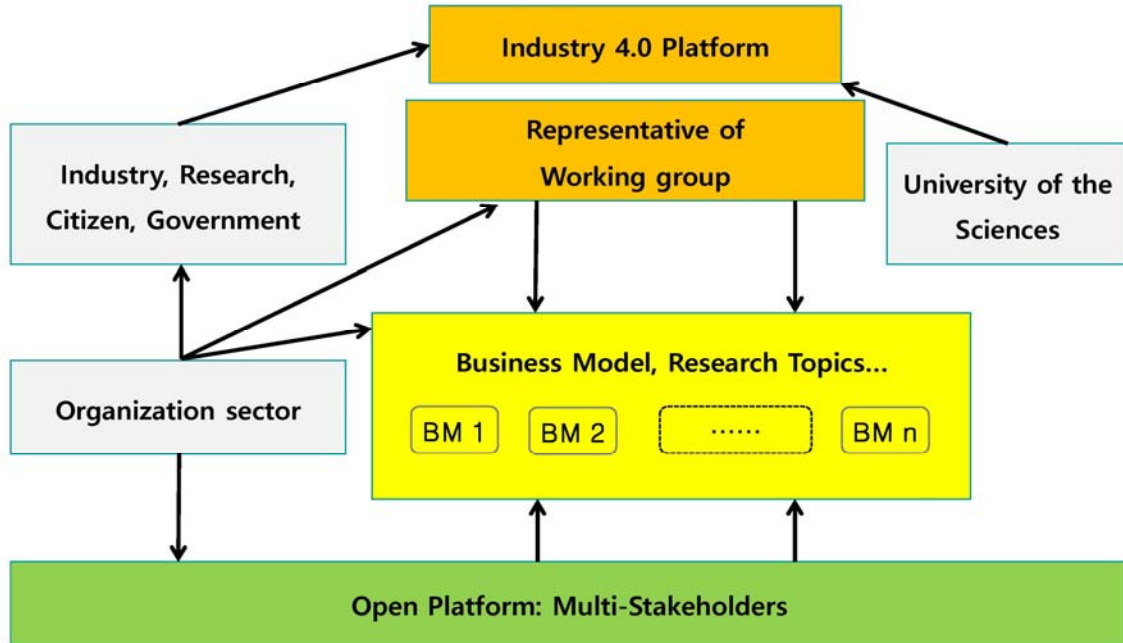 Industry 4.0 Platform
Representative of
Working group
Industry, Research,
Citizen, Government
University of the
Sciences
Business Model, Research Topics...
Organization sector
BM 1
BM 2
......
BM n
Open Platform: Multi-Stakeholders